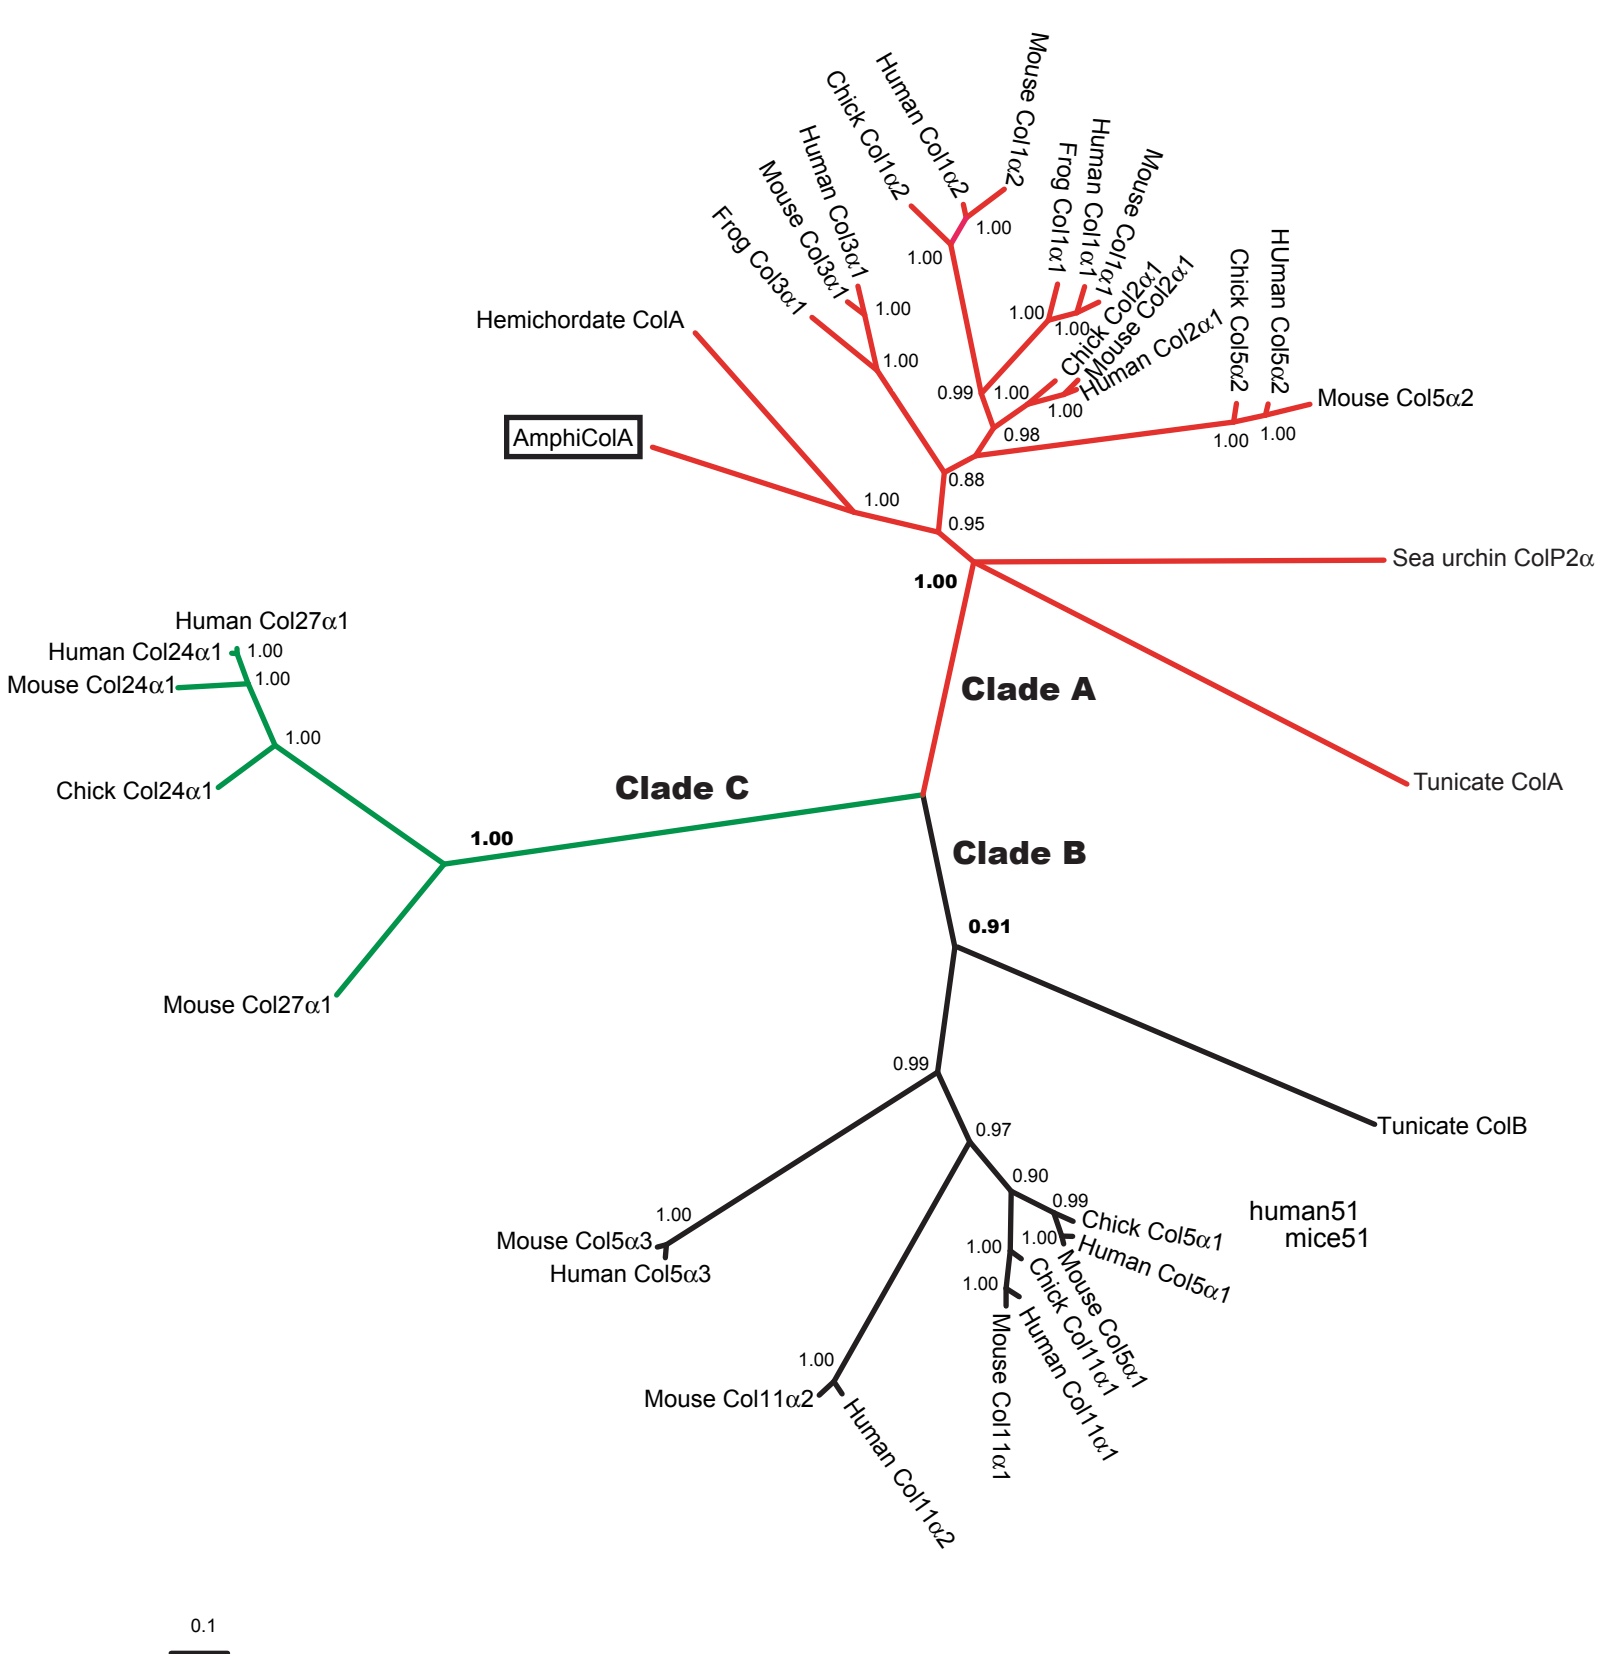 Mouse Col1α2
Human Col1α2
Chick Col1α2
Human Col3α1
Mouse Col3α1
Frog Col3α1
Frog Col1α1
Human Col1α1
Mouse Col1α1
Chick Col2α1
Mouse Col2α1
Human Col2α1
Chick Col5α2
HUman Col5α2
Mouse Col5α2
1.00
1.00
1.00
1.00
1.00
1.00
0.99
1.00
1.00
0.98
1.00
1.00
0.88
Hemichordate ColA
AmphiColA
1.00
0.95
1.00
Sea urchin ColP2α
Tunicate ColA
Clade A
Human Col27α1
Human Col24α1
1.00
Mouse Col24α1
1.00
1.00
Chick Col24α1
Clade C
1.00
Mouse Col27α1
Clade B
0.91
Tunicate ColB
0.99
0.97
0.90
0.99
1.00
Chick Col5α1
Human Col5α1
Mouse Col5α1
human51
mice51
1.00
1.00
Chick Col11α1
Human Col11α1
Mouse Col11α1
1.00
Mouse Col5α3
Human Col5α3
1.00
Mouse Col11α2
Human Col11α2
0.1